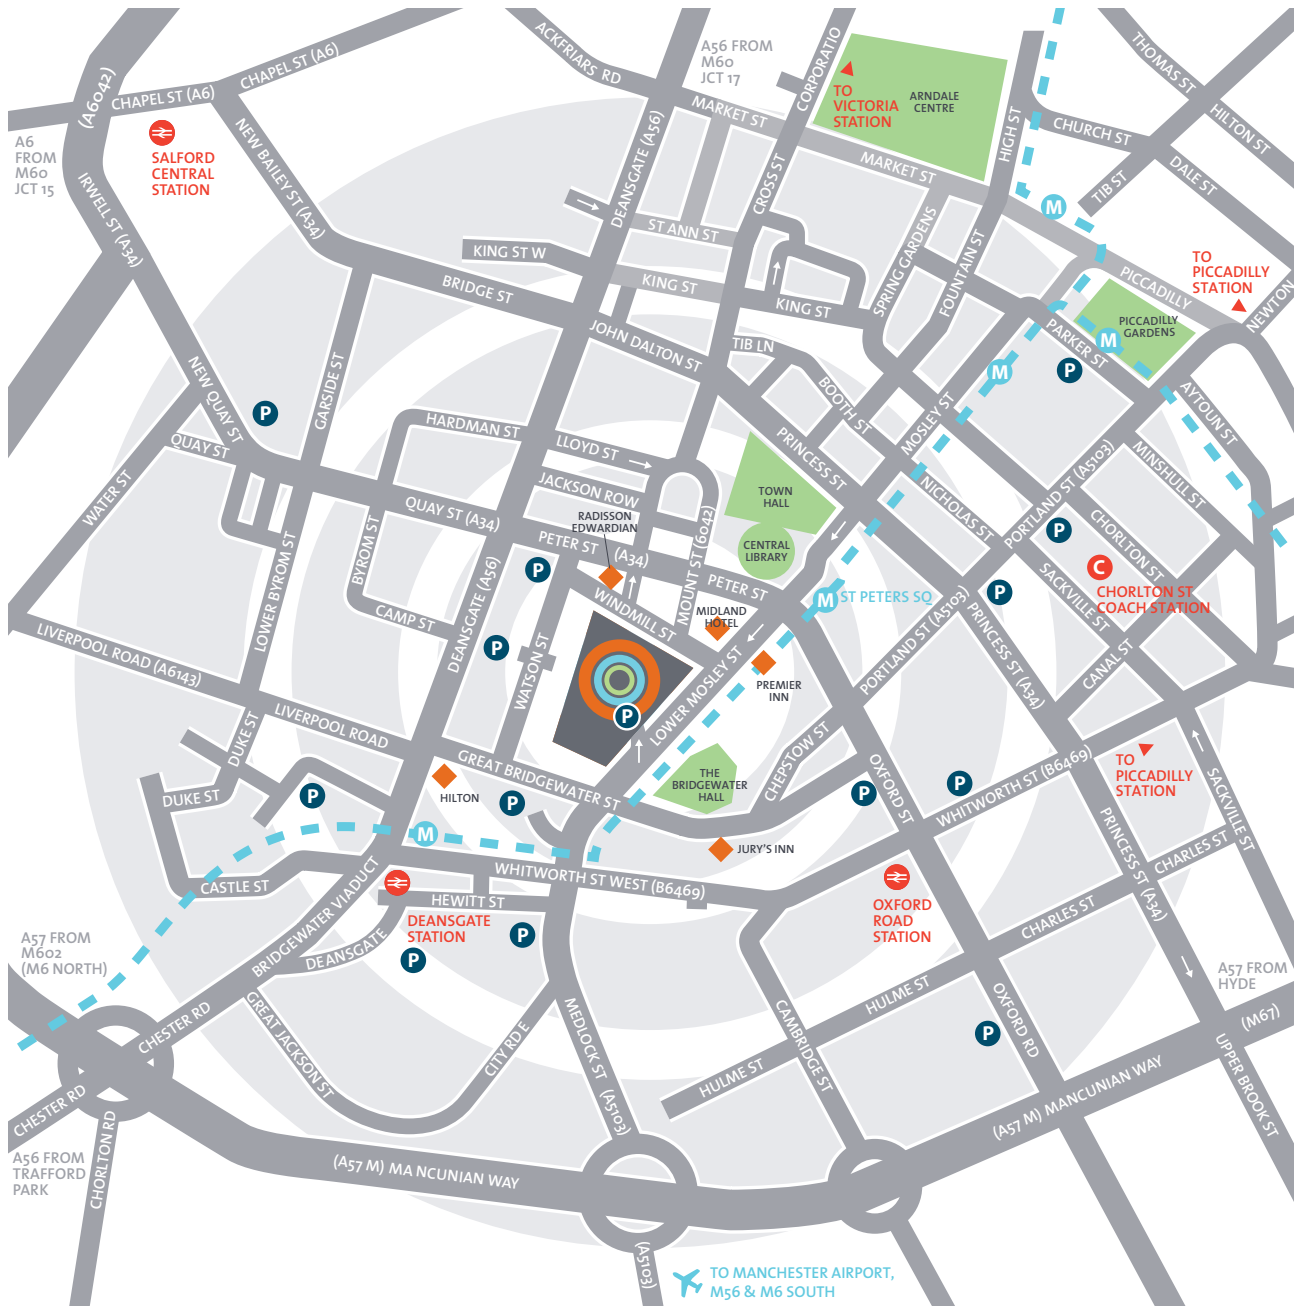 ACKFRIARS RD
A56 FROM
M60
JCT 17
CORPORATIO
THOMAS ST
HILTON ST
(A6042)
CHAPEL ST (A6)
CHAPEL ST (A6)
A6
FROM
M60
JCT 15
SALFORD
CENTRAL
STATION
NEW BAILEY ST (A34)
IRWELL ST (A34)
DEANSGATE (A56)
MARKET ST
MARKET ST
TO
VICTORIA
STATION
ARNDALE
CENTRE
HIGH ST
CHURCH ST
DALE ST
TIB ST
M
CROSS ST
ST ANN ST
KING ST W
KING ST
KING ST
BRIDGE ST
SPRING GARDENS
FOUNTAIN ST
PICCADILLY
TO
PICCADILLY
STATION
NEWTON
PICCADILLY
GARDENS
M
PARKER ST
P
M
JOHN DALTON ST
TIB LN
BOOTH ST
MOSLEY ST
AYTOUN ST
MINSHULL ST
NEW QUAY ST
GARSIDE ST
P
QUAY ST
WATER ST
HARDMAN ST
LLOYD ST
JACKSON ROW
RADISSON
EDWARDIAN
QUAY ST (A34)
PETER ST
(A34)
PETER ST
MOUNT ST (6042)
PRINCESS ST
TOWN
HALL
CENTRAL
LIBRARY
NICHOLAS ST
PORTLAND ST (A5103)
P
CHORLTON ST
C
CHORLTON ST
COACH STATION
SACKVILLE ST
P
M
ST PETERS SQ
BYROM ST
LOWER BYROM ST
CAMP ST
DEANSGATE (A56)
P
P
WINDMILL ST
MIDLAND
HOTEL
WATSON ST
P
LOWER MOSLEY ST
PREMIER
INN
PORTLAND ST (A5103)
PRINCESS ST (A34)
CANAL ST
LIVERPOOL ROAD (A6143)
LIVERPOOL ROAD
DUKE ST
DUKE ST
GREAT BRIDGEWATER ST
HILTON
P
P
THE
BRIDGEWATER
HALL
CHEPSTOW ST
OXFORD ST
P
P
WHITWORTH ST (B6469)
TO
PICCADILLY
STATION
SACKVILLE ST
M
JURY'S INN
CASTLE ST
WHITWORTH ST WEST (B6469)
HEWITT ST
DEANSGATE
STATION
P
P
BRIDGEWATER VIADUCT
DEANSGATE
OXFORD
ROAD
STATION
PRINCESS ST (A34)
CHARLES ST
CHARLES ST
A57 FROM
M602
(M6 NORTH)
CHESTER RD
GREAT JACKSON ST
CITY RD E
MEDLOCK ST
(A5103)
HULME ST
HULME ST
CAMBRIDGE ST
OXFORD RD
P
A57 FROM
HYDE
(M67)
UPPER BROOK ST
(A57 M) MANCUNIAN WAY
CHESTER RD
CHORLTON RD
A56 FROM
TRAFFORD
PARK
(A57 M) MA NCUNIAN WAY
(A5103)
TO MANCHESTER AIRPORT,
M56 & M6 SOUTH